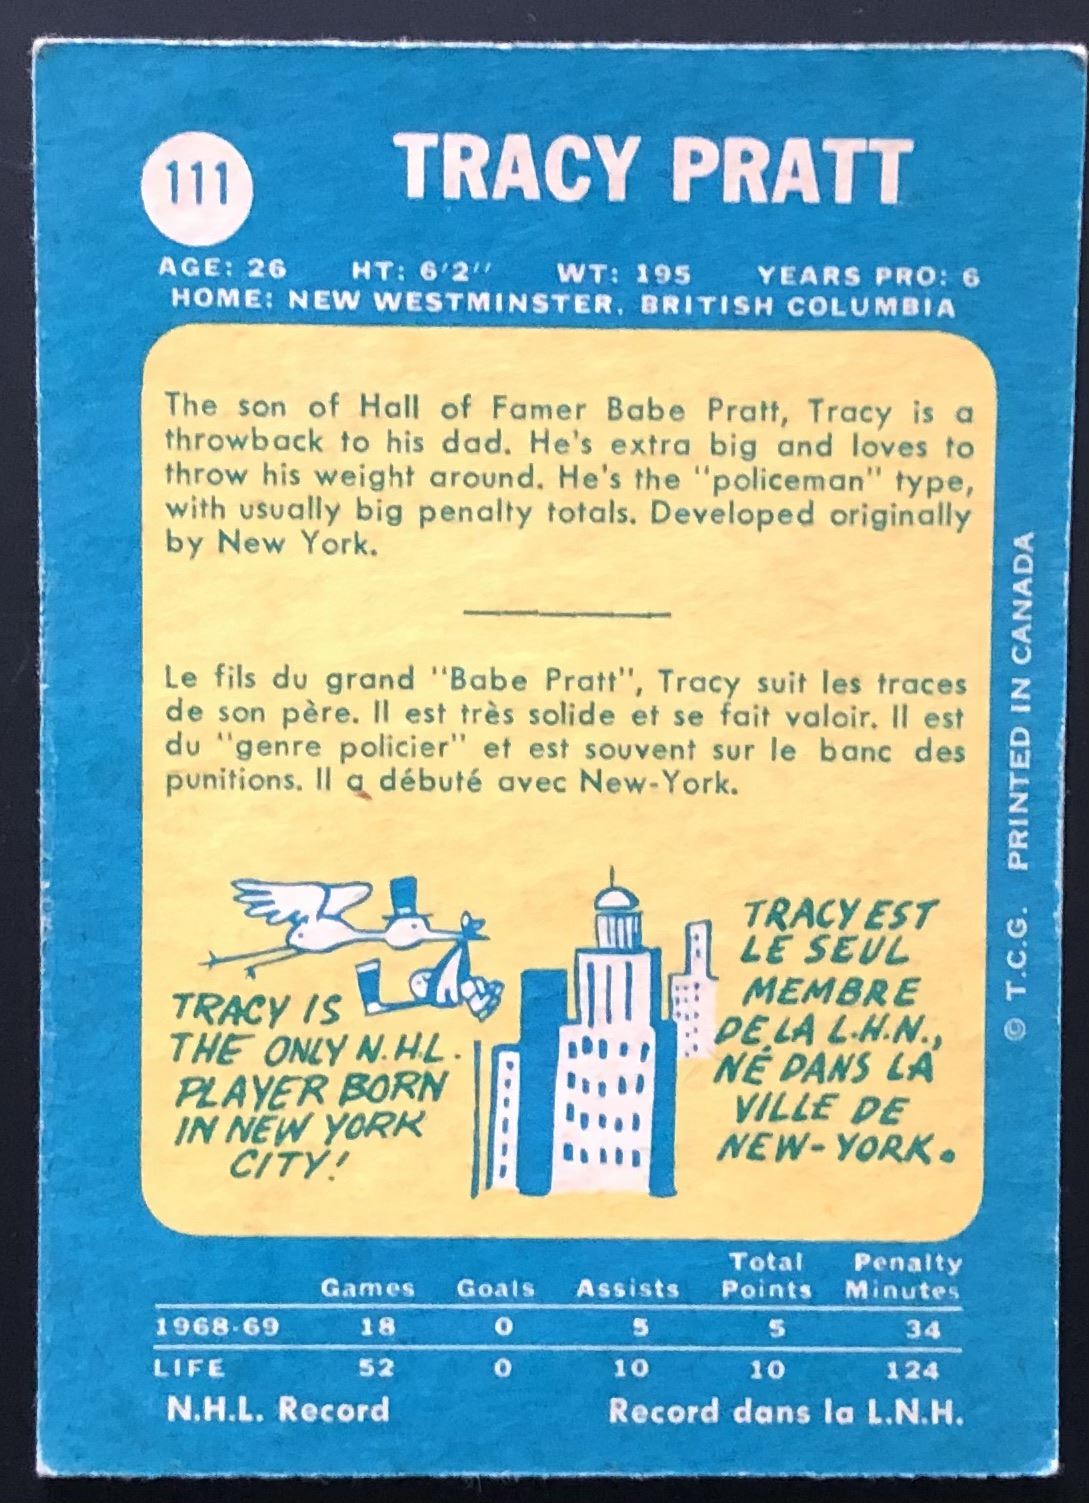 111
TRACY PRATT
AGE: 26 HT: 6'2" WT: 195 YEARS PRO: 6
HOME: NEW WESTMINSTER, BRITISH COLUMBIA
The son of Hall of Famer Babe Pratt, Tracy is a
throwback to his dad. He's extra big and loves to
throw his weight around. He's the "policeman" type,
with usually big penalty totals. Developed originally
by New York.
Le fils du grand "Babe Pratt", Tracy suit les traces
de son père. Il est très solide et se fait valoir. Il est
du "genre policier" et est souvent sur le banc des
punitions. Il a débuté avec New-York.
TRACY IS
THE ONLY N.H.L.
PLAYER BORN
IN NEW YORK
CITY!
TRACY EST
LE SEUL
MEMBRE
DE LA L.H.N.,
NÉ DANS LA
VILLE DE
NEW-YORK.
© T.C.G. PRINTED IN CANADA
Games Goals Assists Total Points Penalty Minutes
1968-69 18 0 5 5 34
LIFE 52 0 10 10 124
N.H.L. Record Record dans la L.N.H.